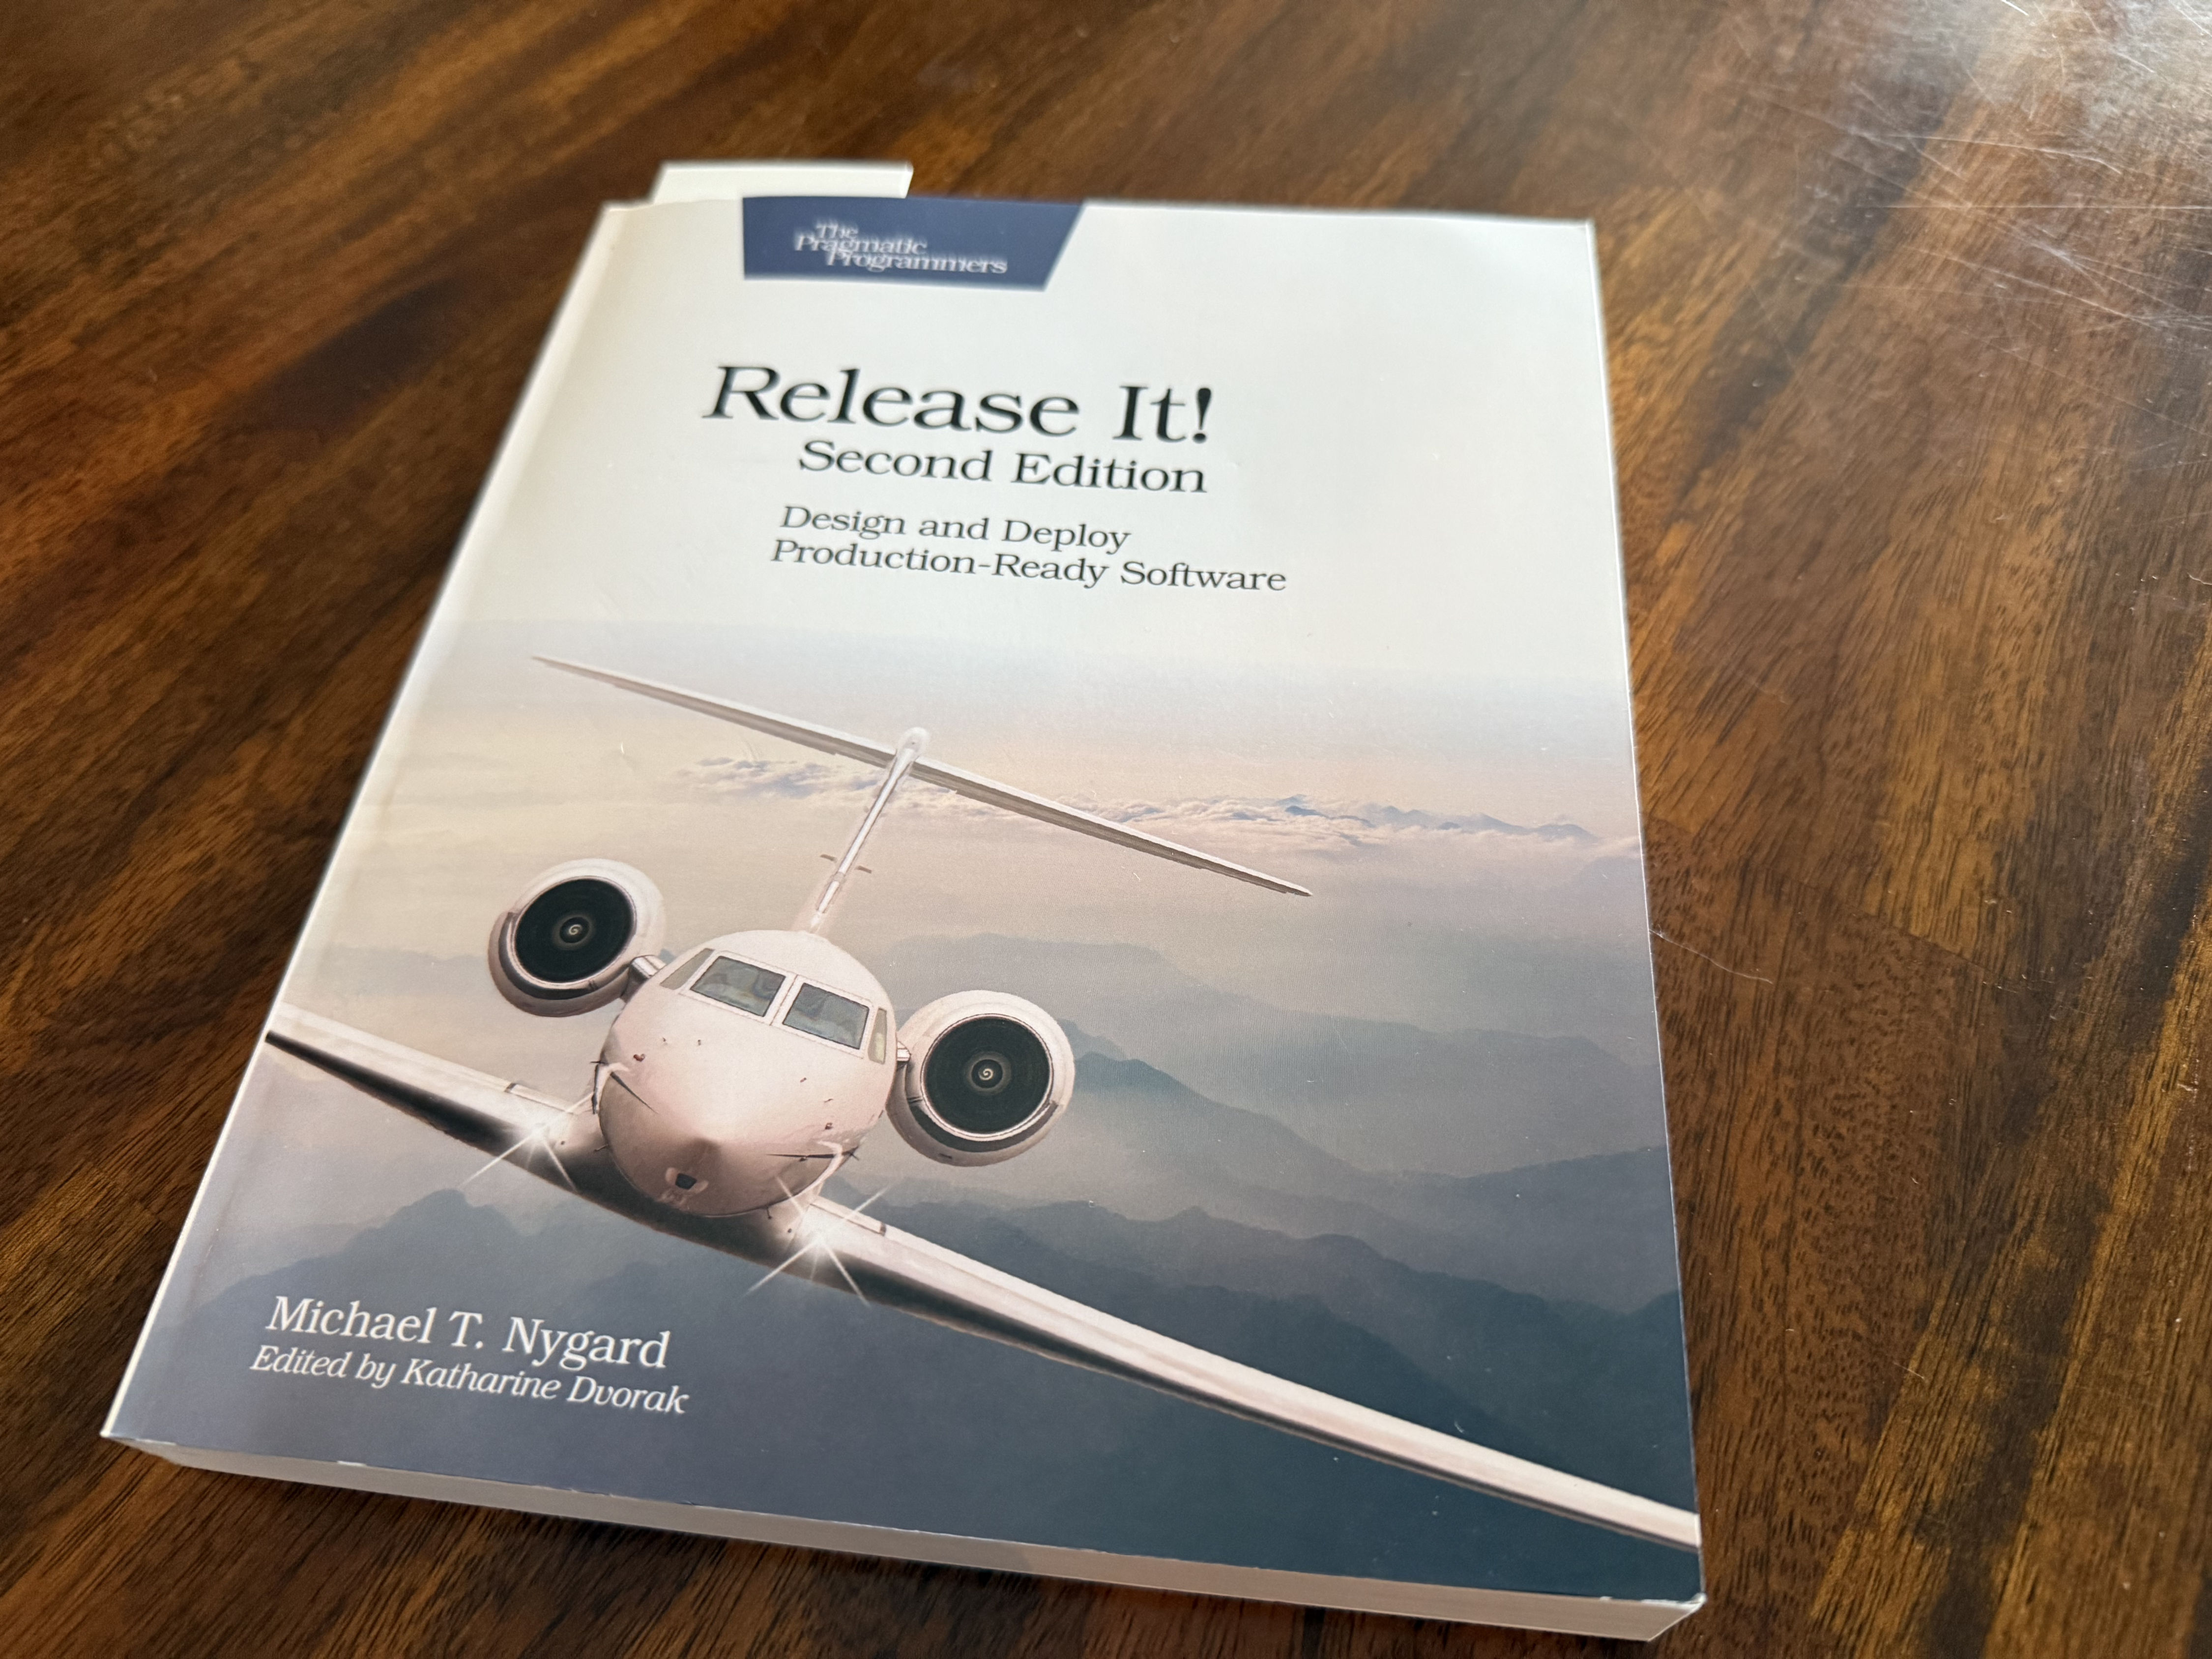 The
Pragmatic
Programmers
Release It!
Second Edition
Design and Deploy
Production-Ready Software
Michael T. Nygard
Edited by Katharine Dvorak